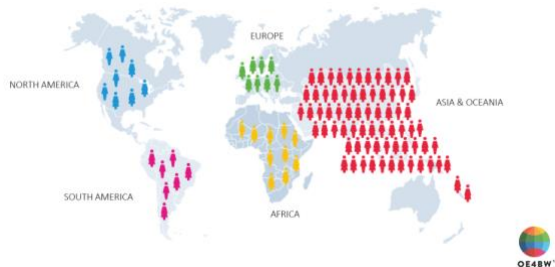 EUROPE
NORTH AMERICA
ASIA & OCEANIA
SOUTH AMERICA
AFRICA
OE4BW